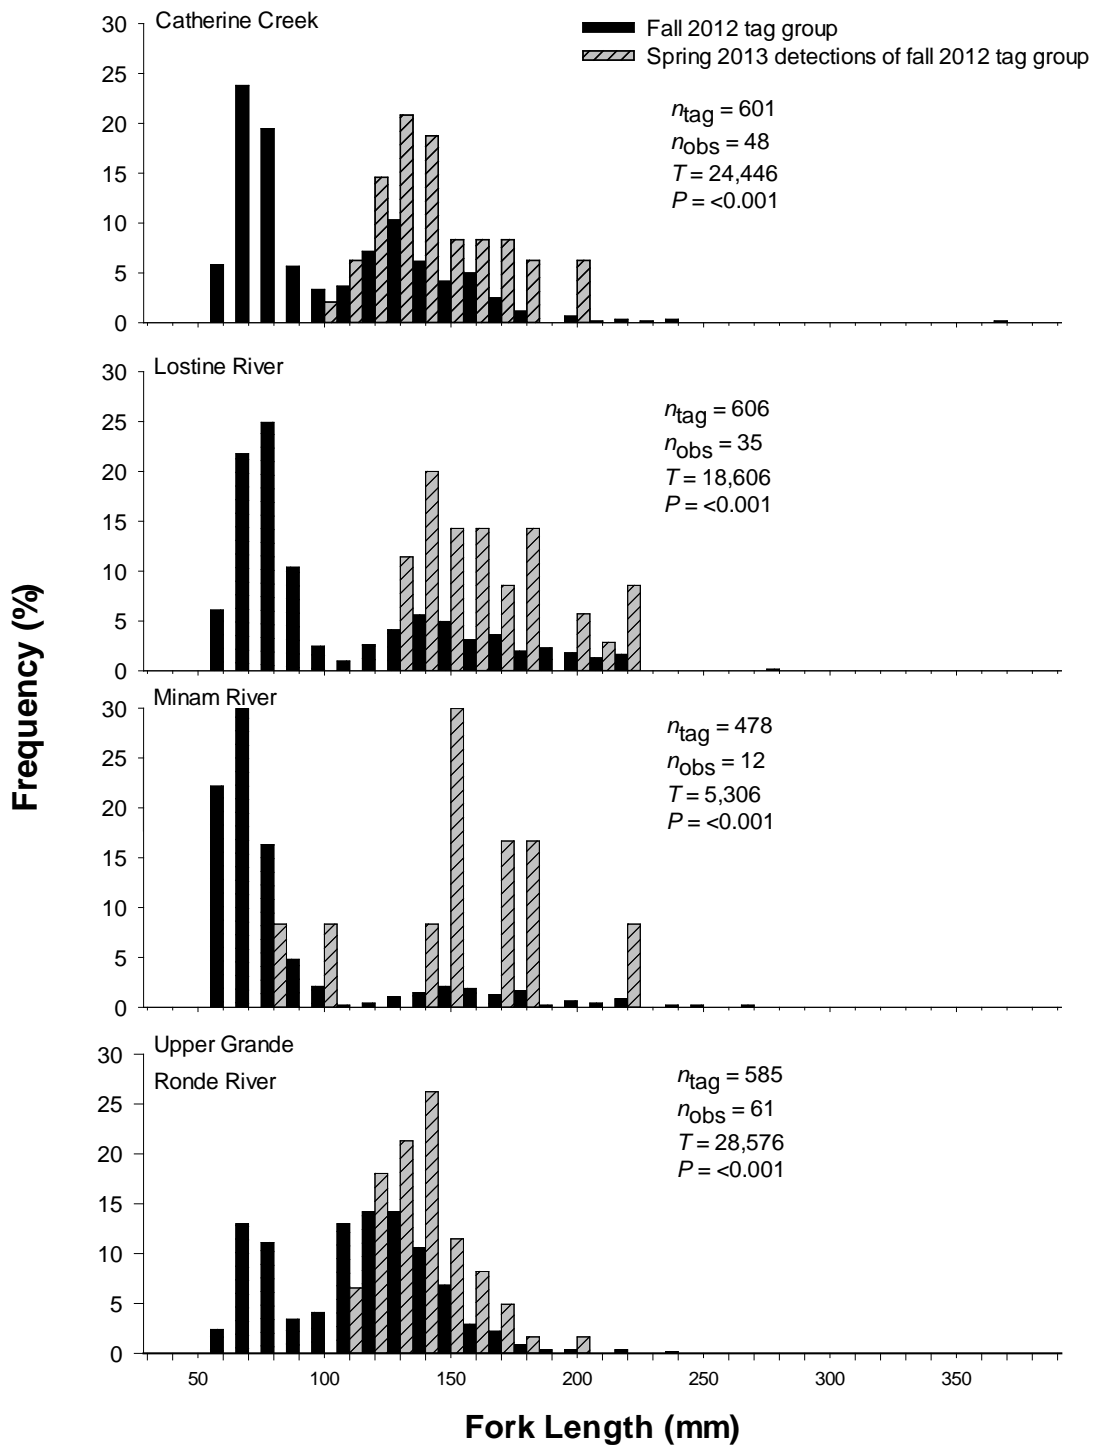 Catherine Creek
Fall 2012 tag group
Spring 2013 detections of fall 2012 tag group
ntag = 601
nobs = 48
T = 24,446
P = <0.001
30
25
20
15
10
5
0
Lostine River
ntag = 606
nobs = 35
T = 18,606
P = <0.001
30
25
20
15
10
5
0
Frequency (%)
Minam River
ntag = 478
nobs = 12
T = 5,306
P = <0.001
30
25
20
15
10
5
0
Upper Grande
Ronde River
ntag = 585
nobs = 61
T = 28,576
P = <0.001
30
25
20
15
10
5
0
50 100 150 200 250 300 350
Fork Length (mm)